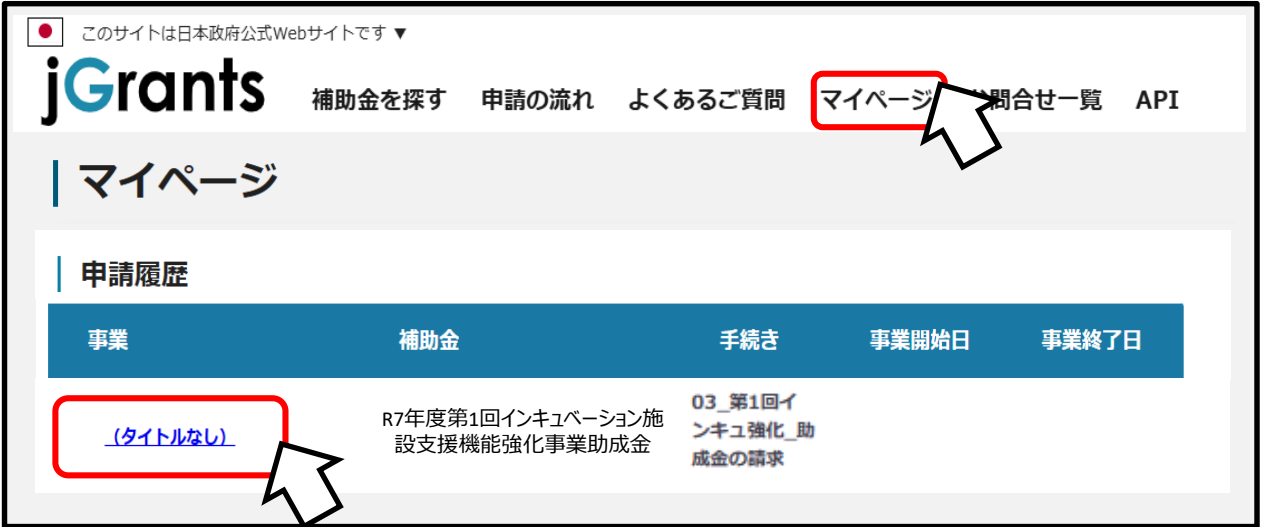 このサイトは日本政府公式Webサイトです ▼
jGrants 補助金を探す 申請の流れ よくあるご質問 マイページ 問合せ一覧 API
マイページ
申請履歴
事業 補助金 手続き 事業開始日 事業終了日
(タイトルなし)
R7年度第1回インキュベーション施
設支援機能強化事業助成金
03_第1回イ
ンキュ強化_助
成金の請求